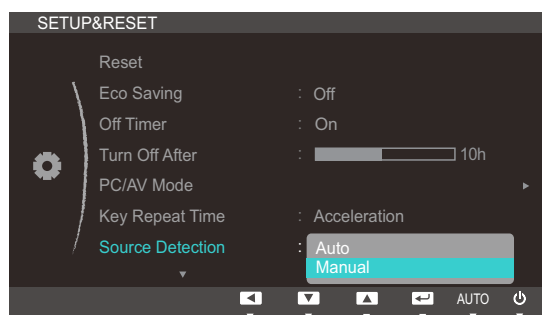 SETUP&RESET
Reset
Eco Saving : Off
Off Timer : On
Turn Off After : 10h
PC/AV Mode
Key Repeat Time : Acceleration
Source Detection : Auto
Manual
AUTO